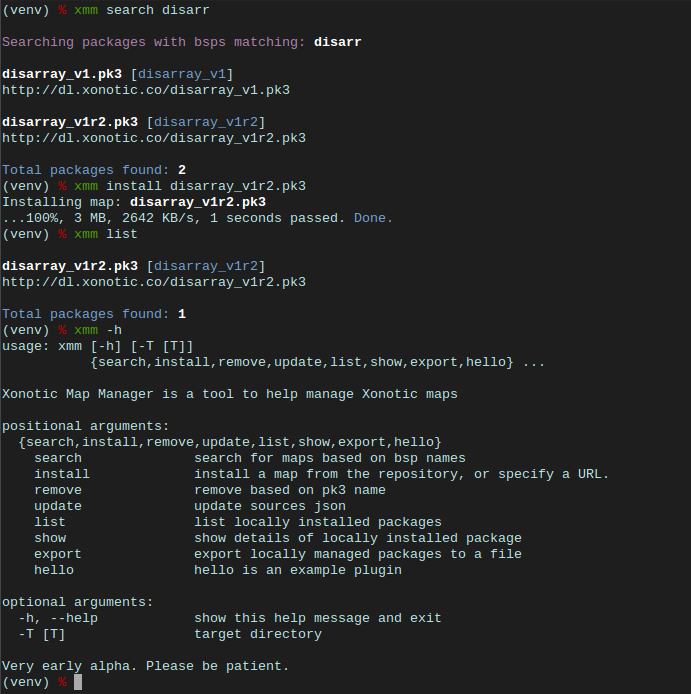 (venv) % xmm search disarr
Searching packages with bsps matching: disarr
disarray_v1.pk3 [disarray_v1]
http://dl.xonotic.co/disarray_v1.pk3
disarray_v1r2.pk3 [disarray_v1r2]
http://dl.xonotic.co/disarray_v1r2.pk3
Total packages found: 2
(venv) % xmm install disarray_v1r2.pk3
Installing map: disarray_v1r2.pk3
...100%, 3 MB, 2642 KB/s, 1 seconds passed. Done.
(venv) % xmm list
disarray_v1r2.pk3 [disarray_v1r2]
http://dl.xonotic.co/disarray_v1r2.pk3
Total packages found: 1
(venv) % xmm -h
usage: xmm [-h] [-T [T]]
{search,install,remove,update,list,show,export,hello} ...
Xonotic Map Manager is a tool to help manage Xonotic maps
positional arguments:
{search,install,remove,update,list,show,export,hello}
search search for maps based on bsp names
install install a map from the repository, or specify a URL.
remove remove based on pk3 name
update update sources json
list list locally installed packages
show show details of locally installed package
export export locally managed packages to a file
hello hello is an example plugin
optional arguments:
-h, --help show this help message and exit
-T [T] target directory
Very early alpha. Please be patient.
(venv) %